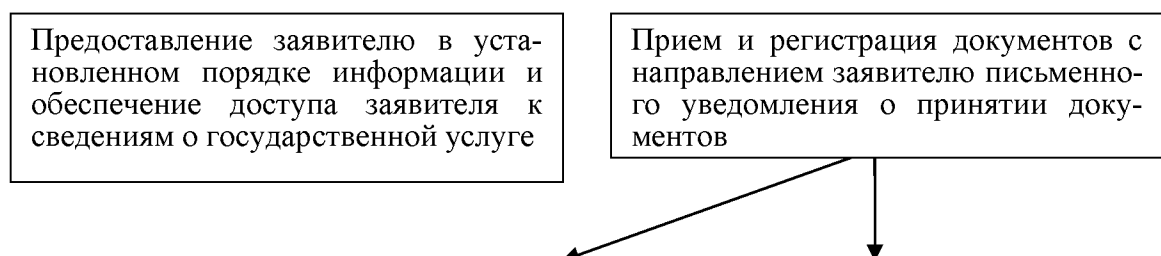 Предоставление заявителю в уста-
новленном порядке информации и
обеспечение доступа заявителя к
сведениям о государственной услуге
Прием и регистрация документов с
направлением заявителю письменно-
го уведомления о принятии доку-
ментов